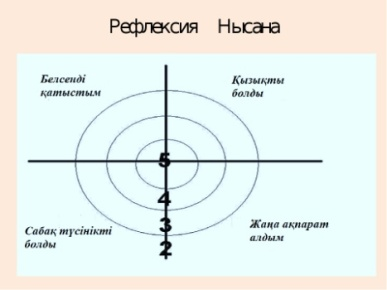 Рефлексия Нысана
Белсенді
қатыстым
Қызықты
болды
5
4
3
2
Сабақ түсінікті
болды
Жаңа ақпарат
алдым